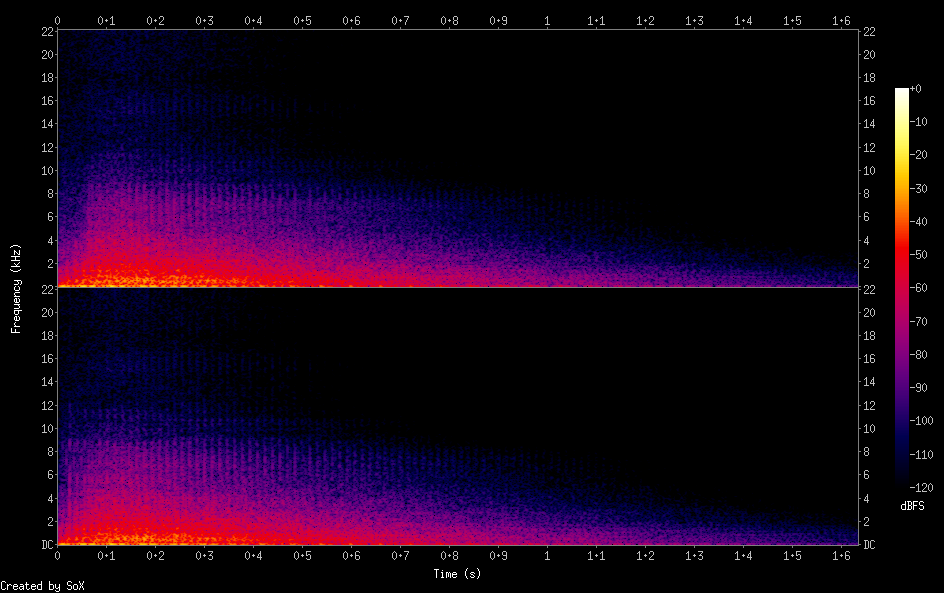 0 0+1 0+2 0+3 0+4 0+5 0+6 0+7 0+8 0+9 1 1+1 1+2 1+3 1+4 1+5 1+6
22 22
20 20
18 18
16 16 +0
14 14 -10
12 12 -20
10 10 -30
8 8
6 6 -40
4 4 -50
2 2
22 22 -60
20 20 -70
18 18
16 16 -80
14 14 -90
12 12 -100
10 10
8 8 -110
6 6 -120
4 4 dBFS
2 2
DC DC
Frequency (kHz)
0 0+1 0+2 0+3 0+4 0+5 0+6 0+7 0+8 0+9 1 1+1 1+2 1+3 1+4 1+5 1+6
Time (s)
Created by SoX